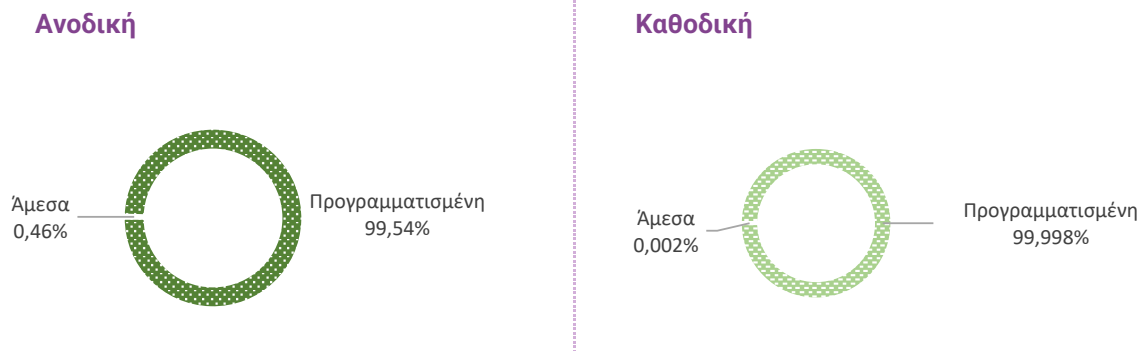 Ανοδική
Άμεσα
0,46%
Προγραμματισμένη
99,54%
Καθοδική
Άμεσα
0,002%
Προγραμματισμένη
99,998%